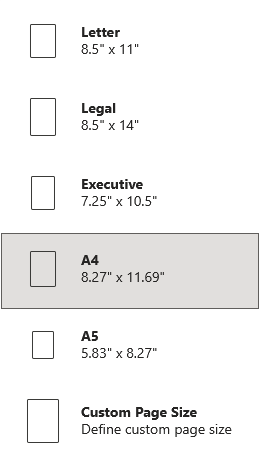 Letter
8.5" x 11"
Legal
8.5" x 14"
Executive
7.25" x 10.5"
A4
8.27" x 11.69"
A5
5.83" x 8.27"
Custom Page Size
Define custom page size